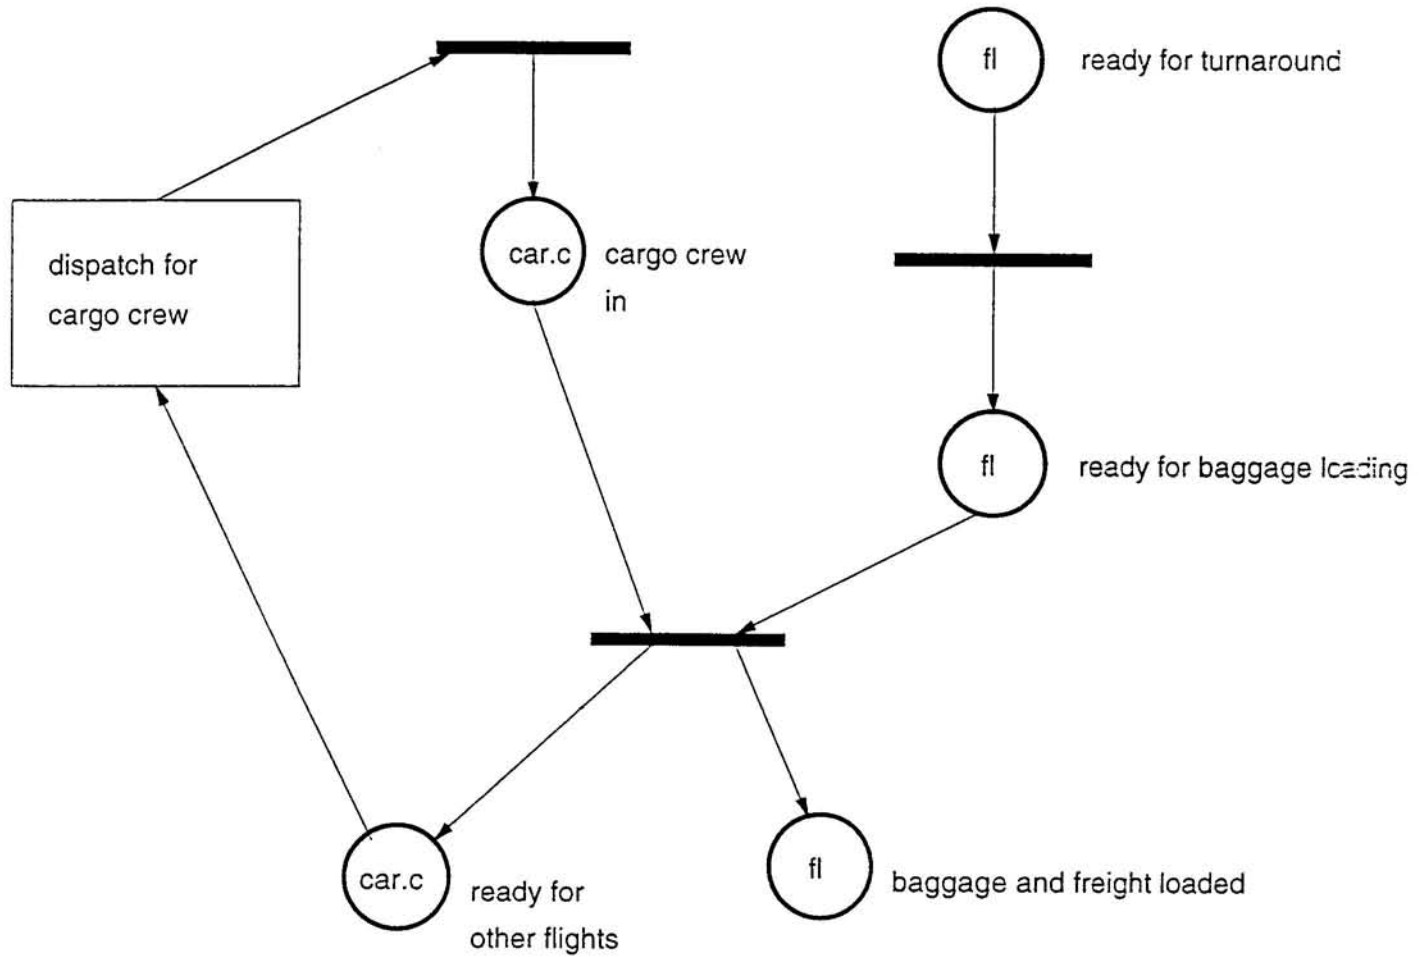 fl
ready for turnaround
dispatch for
cargo crew
car.c
cargo crew
in
fl
ready for baggage loading
car.c
ready for
other flights
fl
baggage and freight loaded